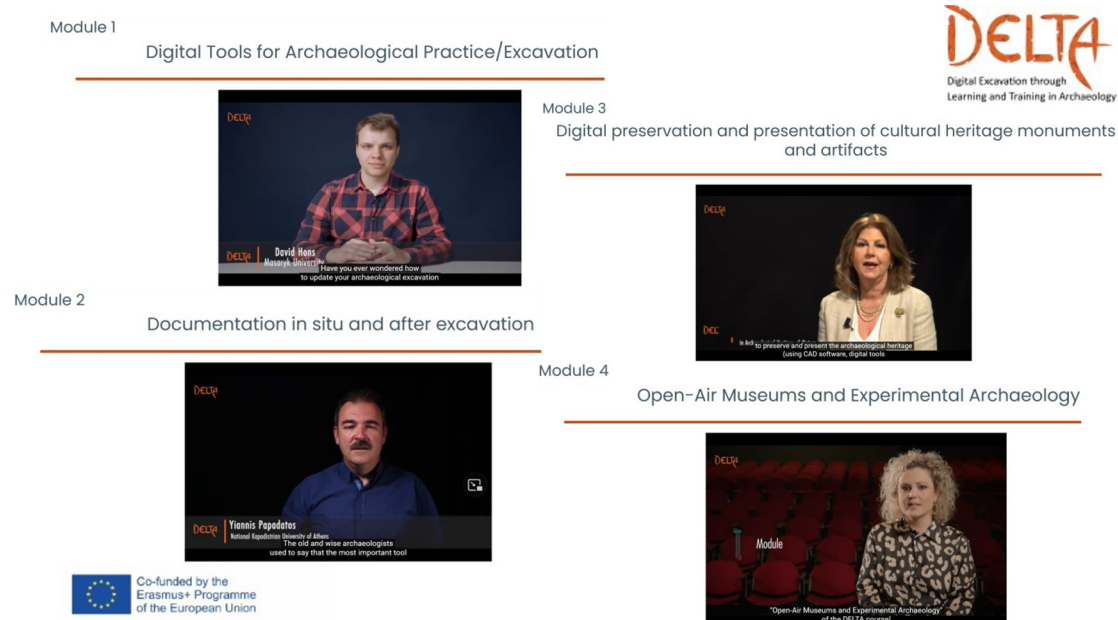 Module 1
Digital Tools for Archaeological Practice/Excavation
DELTA
DELTA
David Hons
Masaryk University
Have you ever wondered how
to update your archaeological excavation
Module 2
Documentation in situ and after excavation
DELTA
DELTA
Yiannis Papadatos
National Kapodistrian University of Athens
The old and wise archaeologists
used to say that the most important tool
Co-funded by the
Erasmus+ Programme
of the European Union
DELTA
Digital Excavation through
Learning and Training in Archaeology
Module 3
Digital preservation and presentation of cultural heritage monuments
and artifacts
DELTA
DEL
to preserve and present the archaeological heritage
(using CAD software, digital tools
Module 4
Open-Air Museums and Experimental Archaeology
DELTA
Module
"Open-Air Museums and Experimental Archaeology"
of the DELTA course!